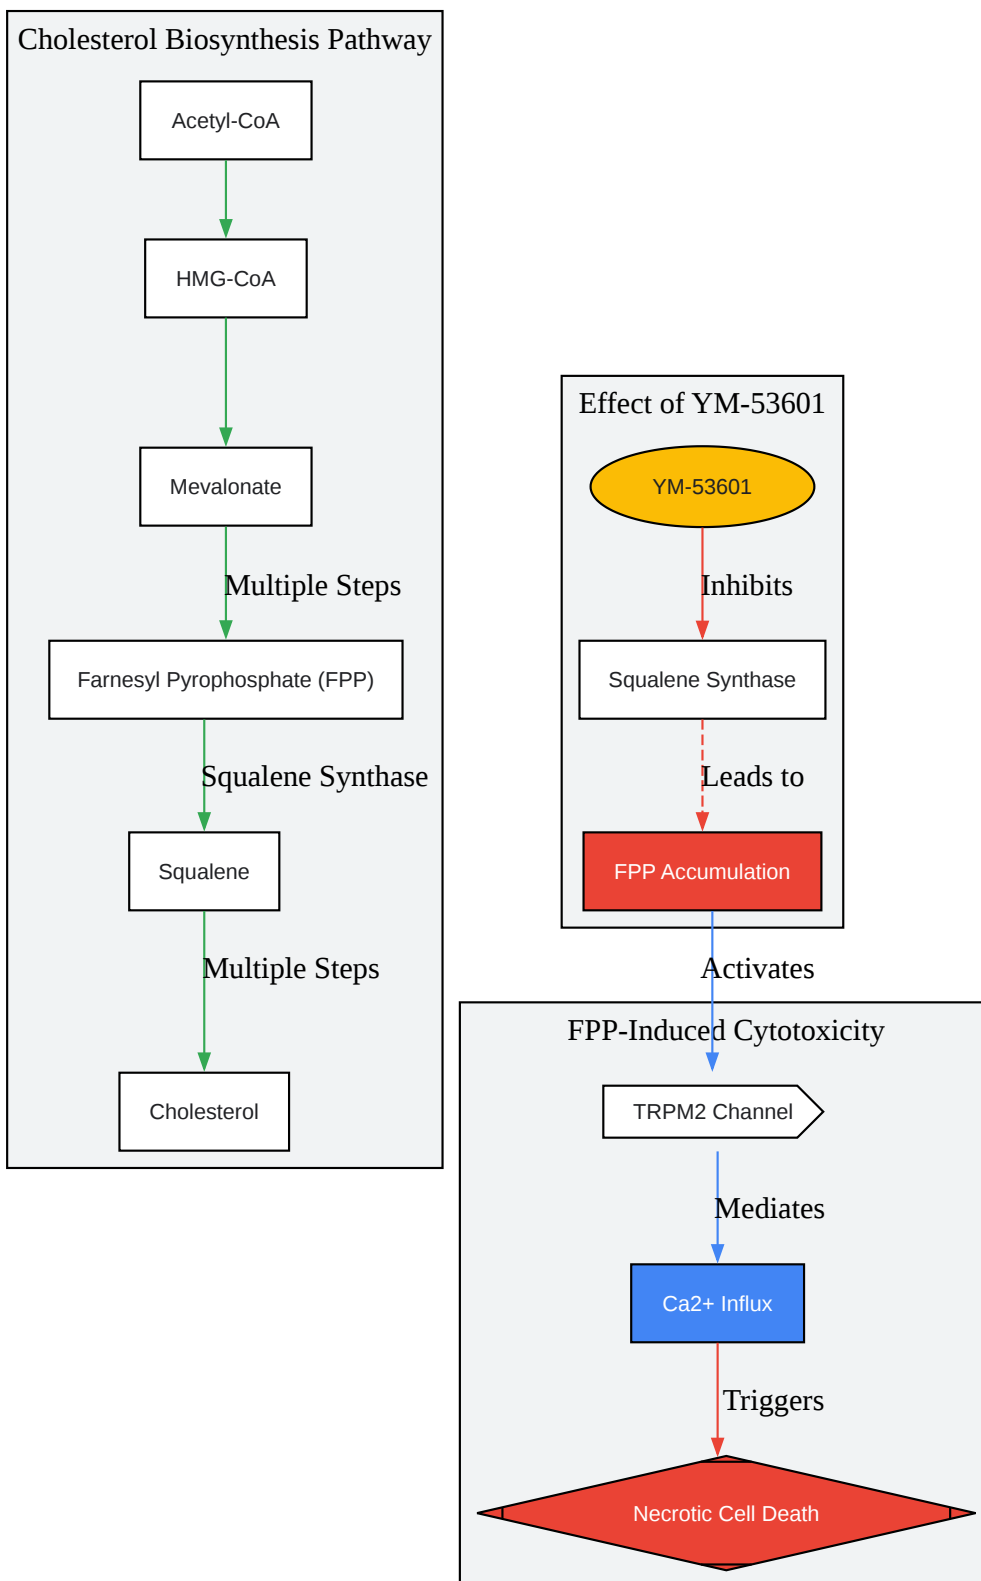 Cholesterol Biosynthesis Pathway
Acetyl-CoA
HMG-CoA
Mevalonate
Multiple Steps
Farnesyl Pyrophosphate (FPP)
Squalene Synthase
Squalene
Multiple Steps
Cholesterol
Effect of YM-53601
YM-53601
Inhibits
Squalene Synthase
Leads to
FPP Accumulation
Activates
FPP-Induced Cytotoxicity
TRPM2 Channel
Mediates
Ca2+ Influx
Triggers
Necrotic Cell Death